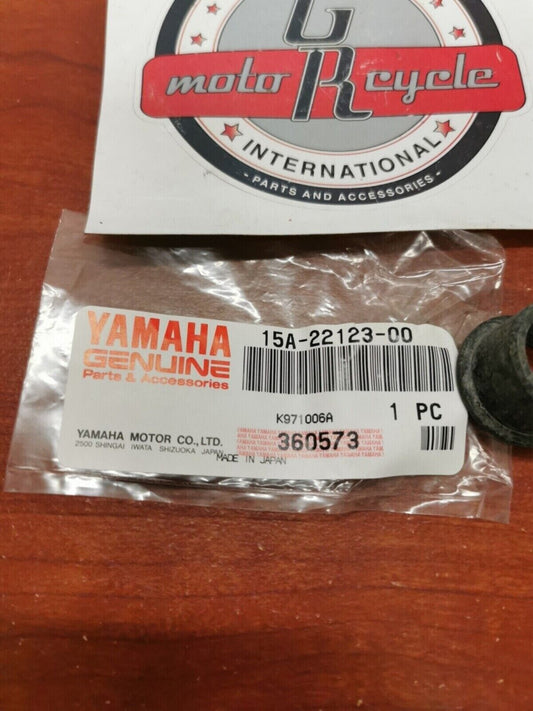 GR
moto R cycle
INTERNATIONAL
- PARTS AND ACCESSORIES -
YAMAHA
GENUINE
Parts & Accessories
15A-22123-00
K971006A
1 PC
360573
YAMAHA MOTOR CO., LTD.
2500 SHINGAI IWATA SHIZUOKA JAPAN
MADE IN JAPAN